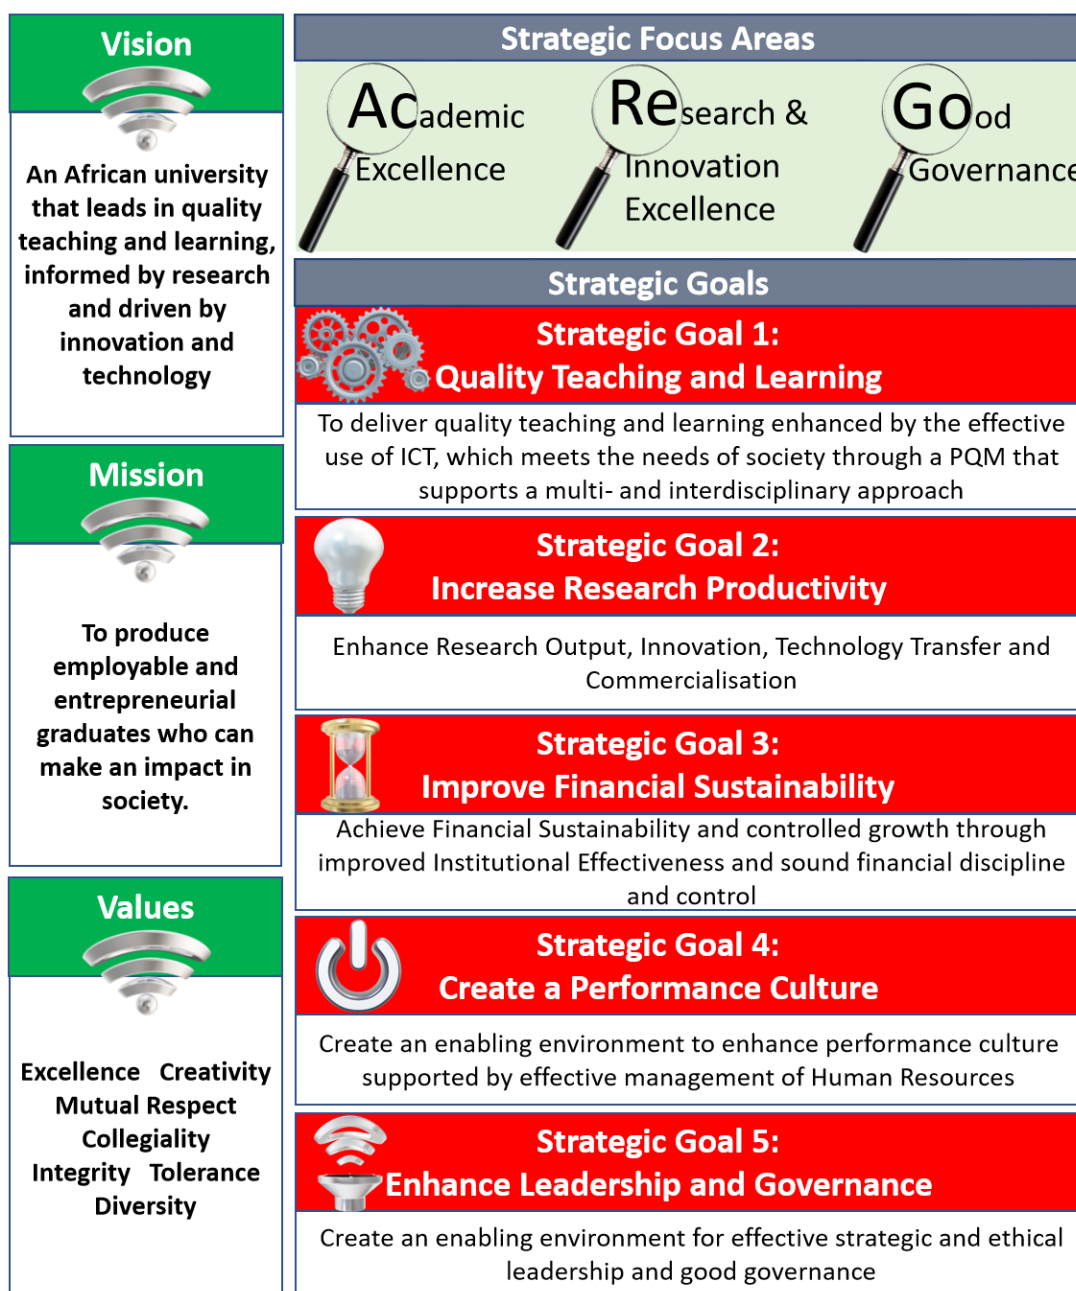 Vision
An African university
that leads in quality
teaching and learning,
informed by research
and driven by
innovation and
technology
Mission
To produce
employable and
entrepreneurial
graduates who can
make an impact in
society.
Values
Excellence Creativity
Mutual Respect
Collegiality
Integrity Tolerance
Diversity
Strategic Focus Areas
Academic
Excellence
Research &
Innovation
Excellence
Good
Governance
Strategic Goals
Strategic Goal 1:
Quality Teaching and Learning
To deliver quality teaching and learning enhanced by the effective
use of ICT, which meets the needs of society through a PQM that
supports a multi- and interdisciplinary approach
Strategic Goal 2:
Increase Research Productivity
Enhance Research Output, Innovation, Technology Transfer and
Commercialisation
Strategic Goal 3:
Improve Financial Sustainability
Achieve Financial Sustainability and controlled growth through
improved Institutional Effectiveness and sound financial discipline
and control
Strategic Goal 4:
Create a Performance Culture
Create an enabling environment to enhance performance culture
supported by effective management of Human Resources
Strategic Goal 5:
Enhance Leadership and Governance
Create an enabling environment for effective strategic and ethical
leadership and good governance